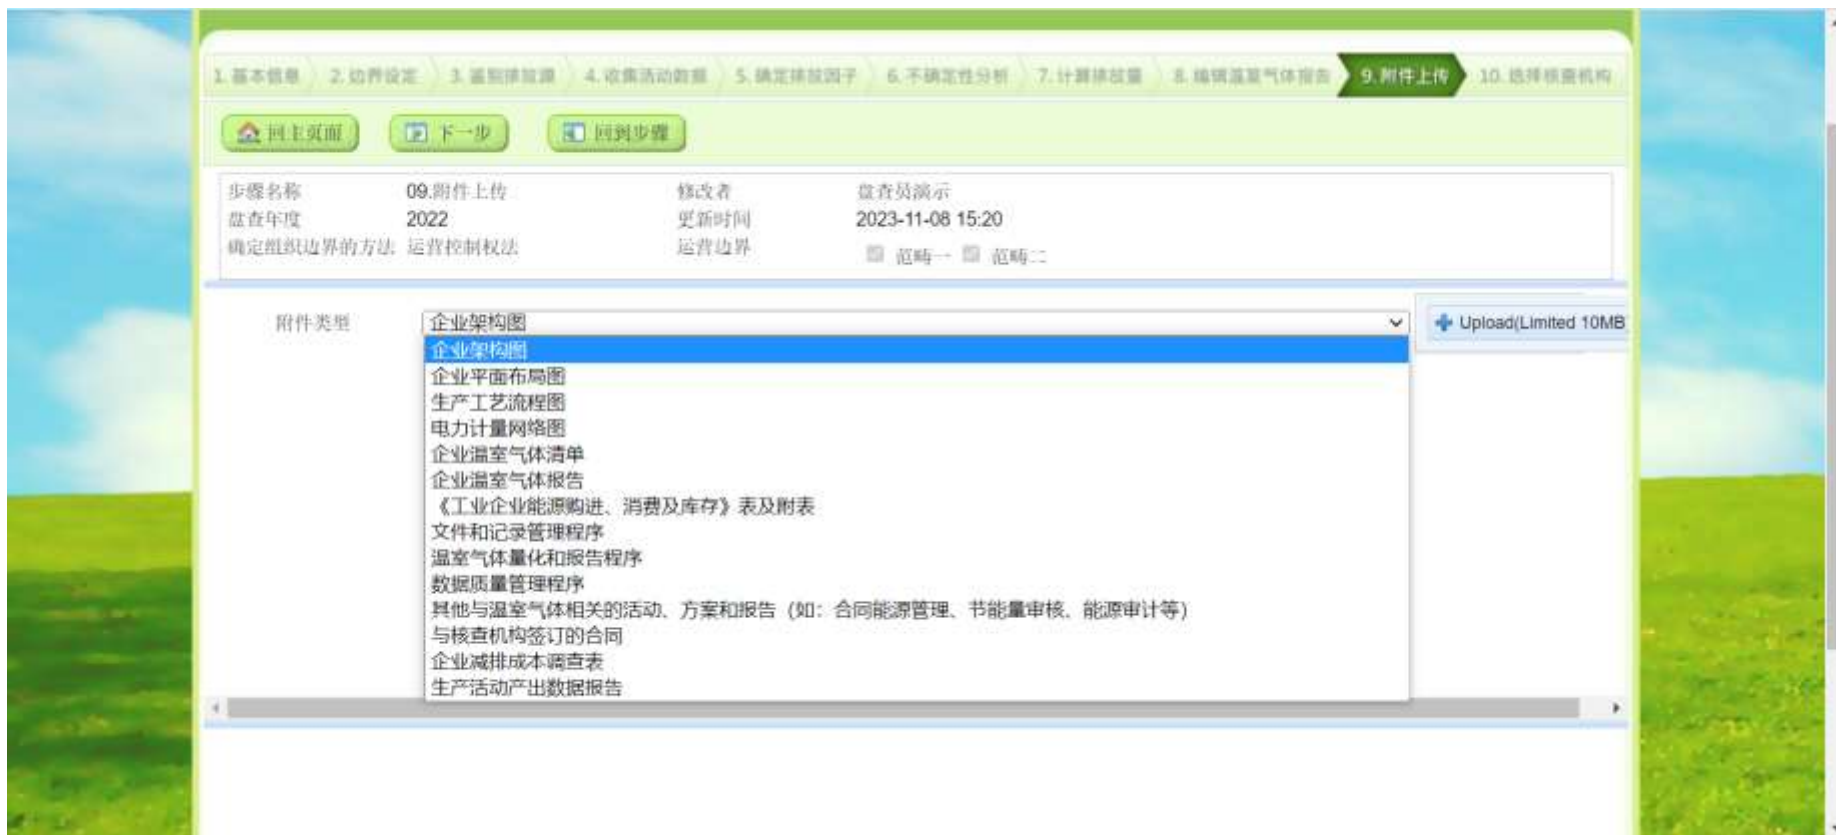 1. 基本信息 2. 边界设定 3. 鉴别排放源 4. 收集活动数据 5. 确定排放因子 6. 不确定性分析 7. 计算排放量 8. 编辑温室气体报告 9. 附件上传 10. 选择核查机构
回主页面 下一步 回到步骤
步骤名称 09.附件上传 修改者 盘查员演示
盘查年度 2022 更新时间 2023-11-08 15:20
确定组织边界的方法 运营控制权法 运营边界 范畴一 范畴二
附件类型 企业架构图 Upload(Limited 10MB
企业架构图
企业平面布局图
生产工艺流程图
电力计量网络图
企业温室气体清单
企业温室气体报告
《工业企业能源购进、消费及库存》表及附表
文件和记录管理程序
温室气体量化和报告程序
数据质量管理程序
其他与温室气体相关的活动、方案和报告（如：合同能源管理、节能量审核、能源审计等）
与核查机构签订的合同
企业减排成本调查表
生产活动产出数据报告